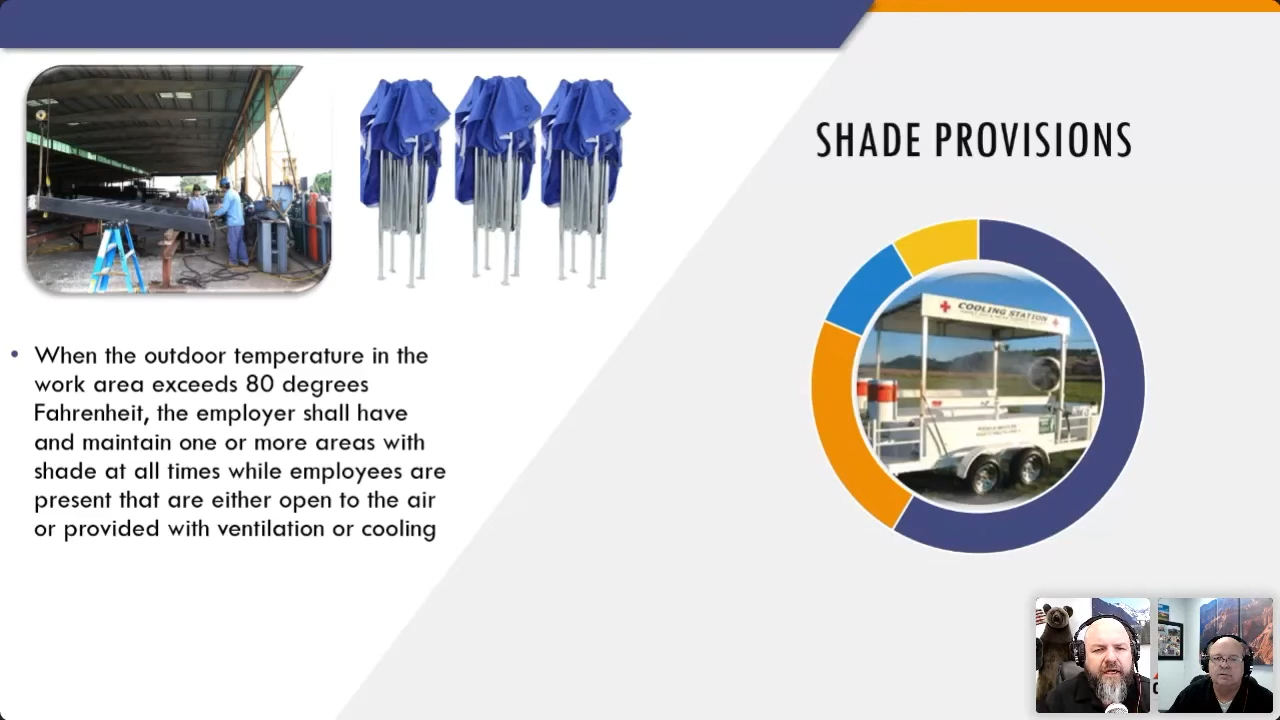 SHADE PROVISIONS
When the outdoor temperature in the
work area exceeds 80 degrees
Fahrenheit, the employer shall have
and maintain one or more areas with
shade at all times while employees are
present that are either open to the air
or provided with ventilation or cooling
COOLING STATION